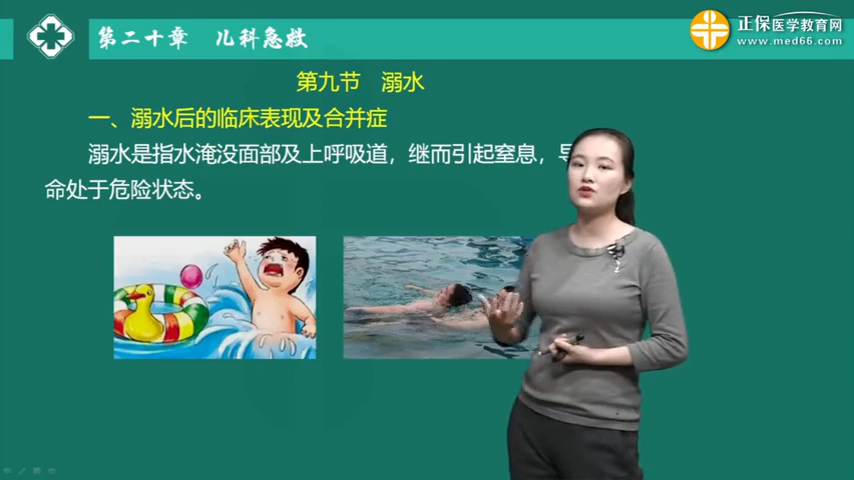 第二十章 儿科急救
正保医学教育网
www.med66.com
第九节 溺水
一、溺水后的临床表现及合并症
溺水是指水淹没面部及上呼吸道，继而引起窒息，导
命处于危险状态。